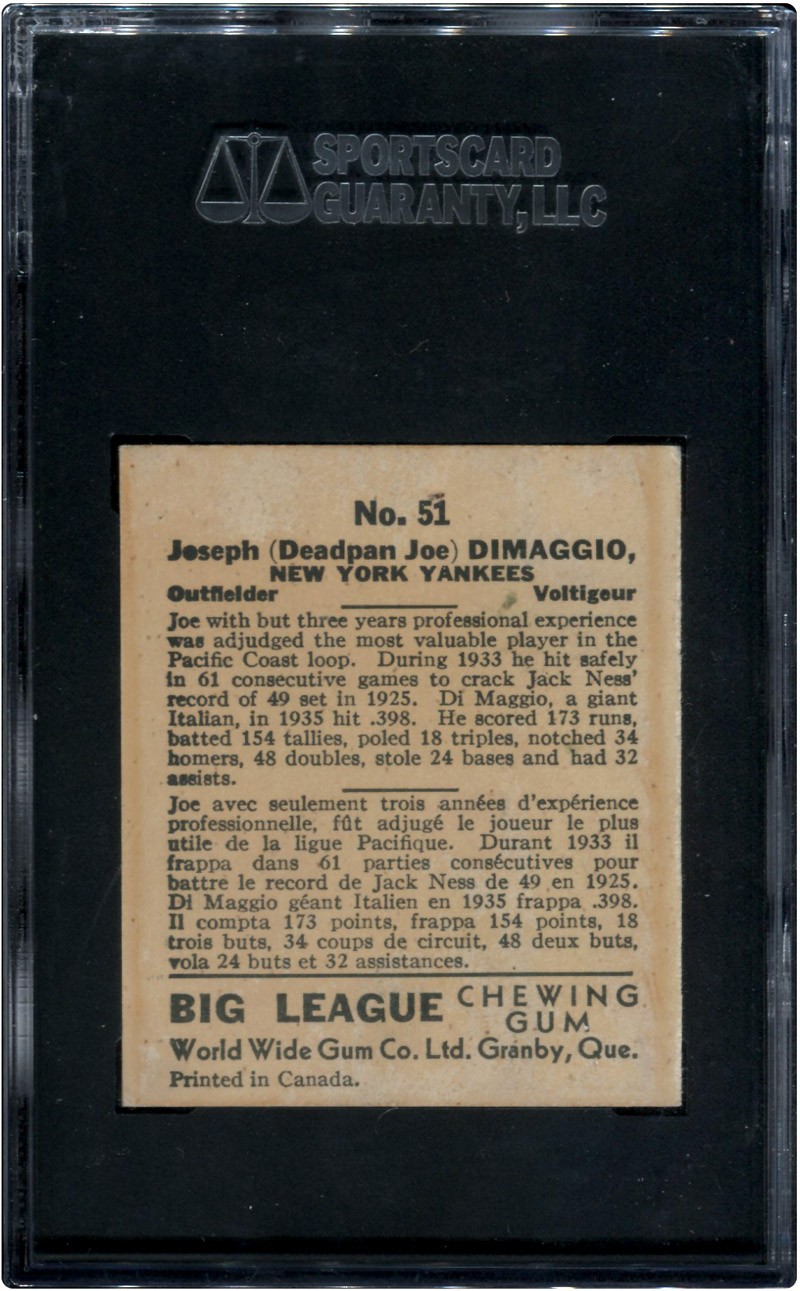 SPORTSCARD
GUARANTY, LLC
No. 51
Joseph (Deadpan Joe) DIMAGGIO,
NEW YORK YANKEES
Outfielder Voltigeur
Joe with but three years professional experience
was adjudged the most valuable player in the
Pacific Coast loop. During 1933 he hit safely
in 61 consecutive games to crack Jack Ness'
record of 49 set in 1925. Di Maggio, a giant
Italian, in 1935 hit .398. He scored 173 runs,
batted 154 tallies, poled 18 triples, notched 34
homers, 48 doubles, stole 24 bases and had 32
assists.
Joe avec seulement trois années d'expérience
professionnelle, fût adjugé le joueur le plus
utile de la ligue Pacifique. Durant 1933 il
frappa dans 61 parties consécutives pour
battre le record de Jack Ness de 49 en 1925.
Di Maggio géant Italien en 1935 frappa .398.
Il compta 173 points, frappa 154 points, 18
trois buts, 34 coups de circuit, 48 deux buts,
vola 24 buts et 32 assistances.
BIG LEAGUE CHEWING GUM
World Wide Gum Co. Ltd. Granby, Que.
Printed in Canada.